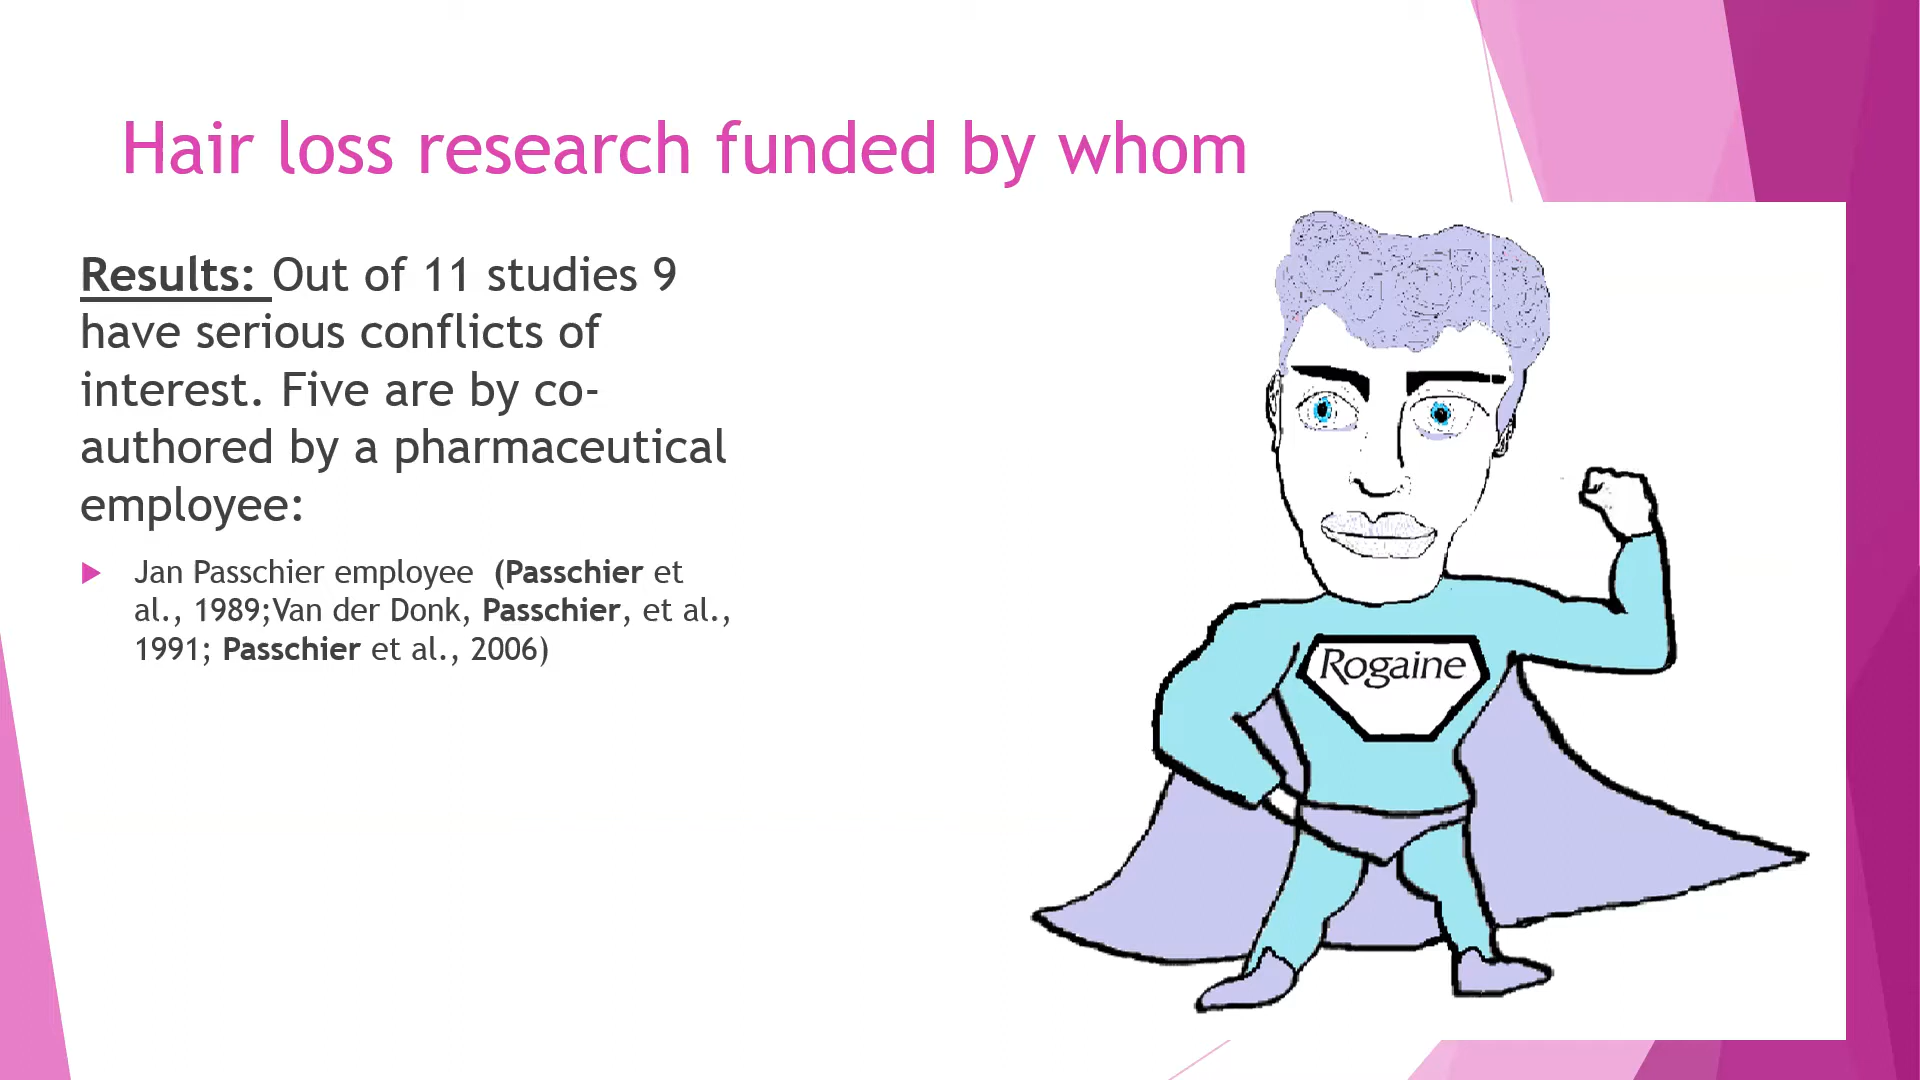 Hair loss research funded by whom
Results: Out of 11 studies 9
have serious conflicts of
interest. Five are by co-
authored by a pharmaceutical
employee:
Jan Passchier employee (Passchier et
al., 1989;Van der Donk, Passchier, et al.,
1991; Passchier et al., 2006)
Rogaine